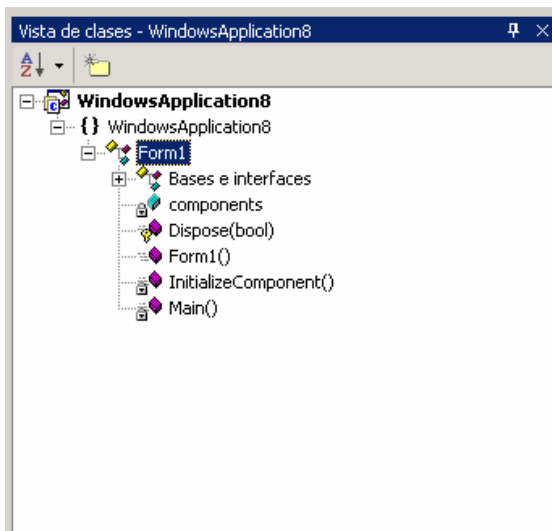 Vista de clases - WindowsApplication8
WindowsApplication8
{} WindowsApplication8
Form1
Bases e interfaces
components
Dispose(bool)
Form1()
InitializeComponent()
Main()